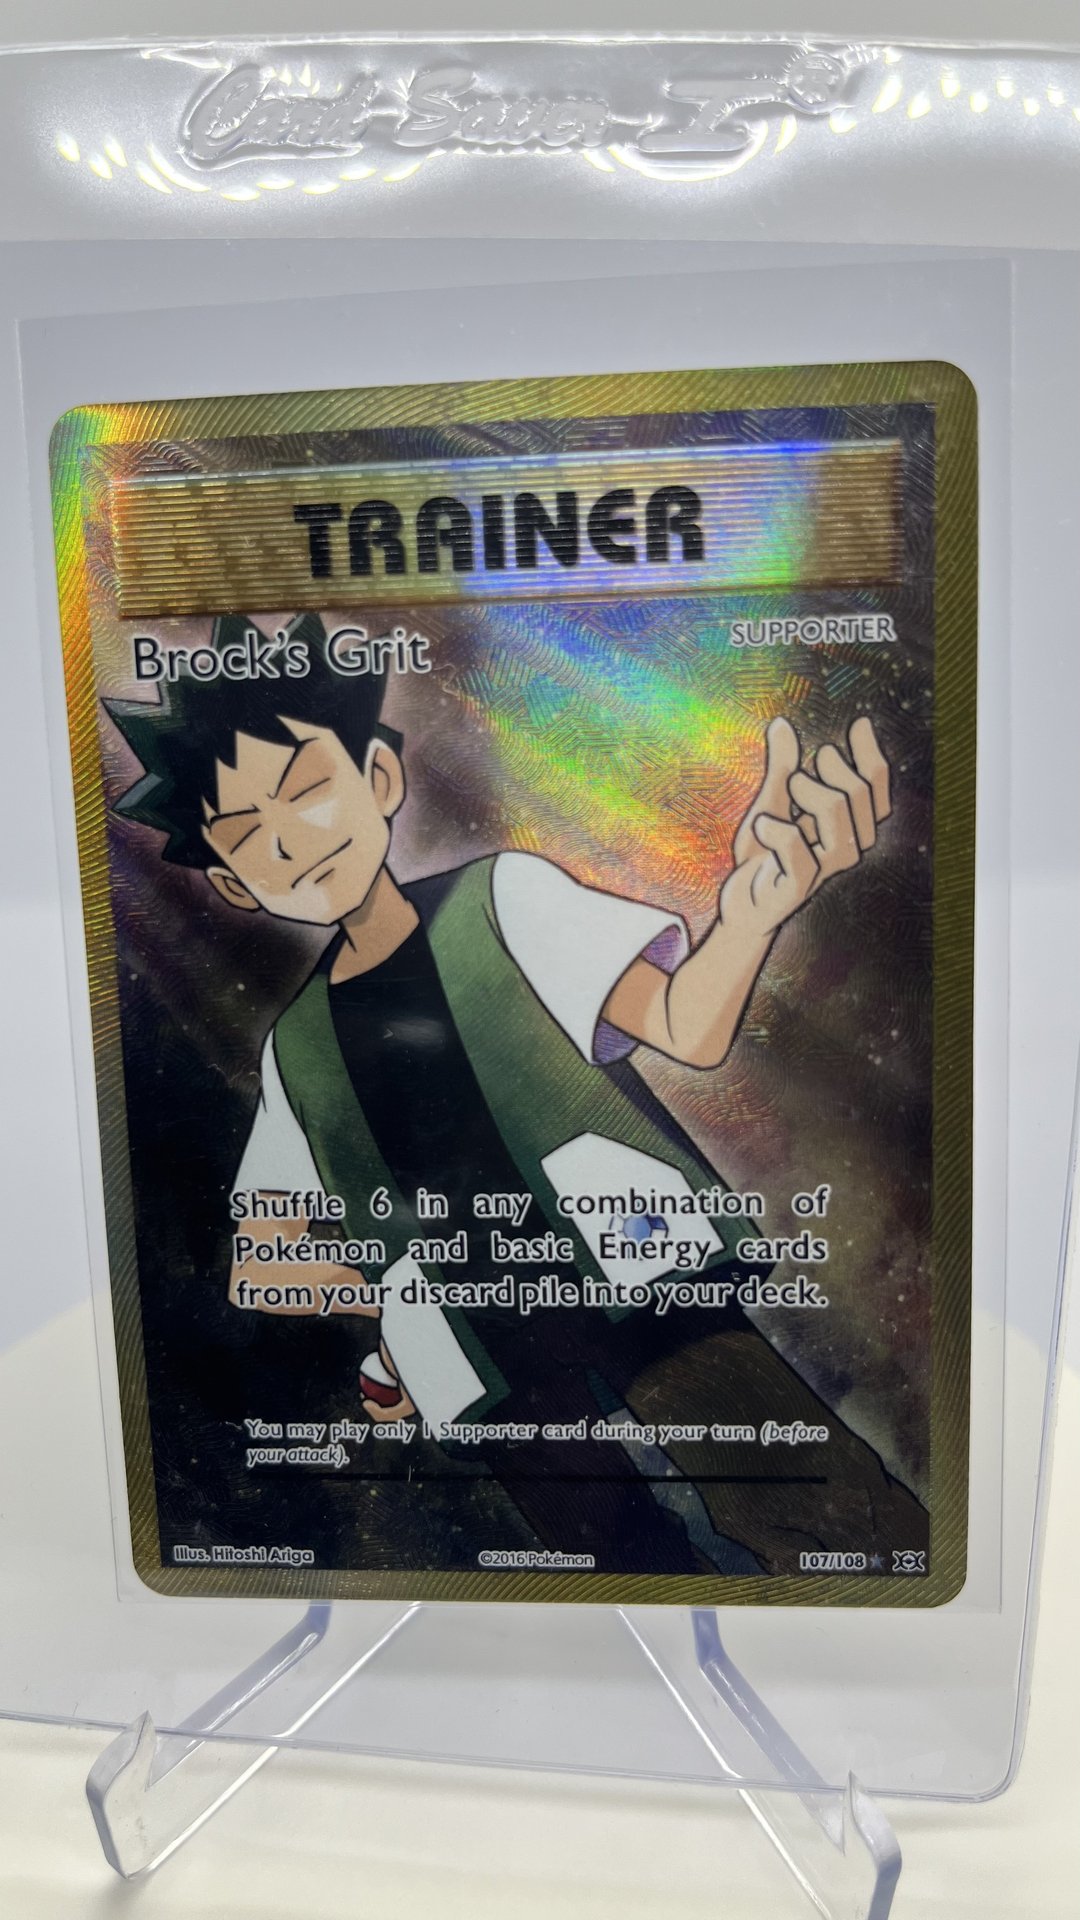 Card Saver I®
TRAINER
Brock's Grit
SUPPORTER
Shuffle 6 in any combination of
Pokémon and basic Energy cards
from your discard pile into your deck.
You may play only 1 Supporter card during your turn (before
your attack).
Illus. Hitoshi Ariga
©2016 Pokémon
107/108 ★